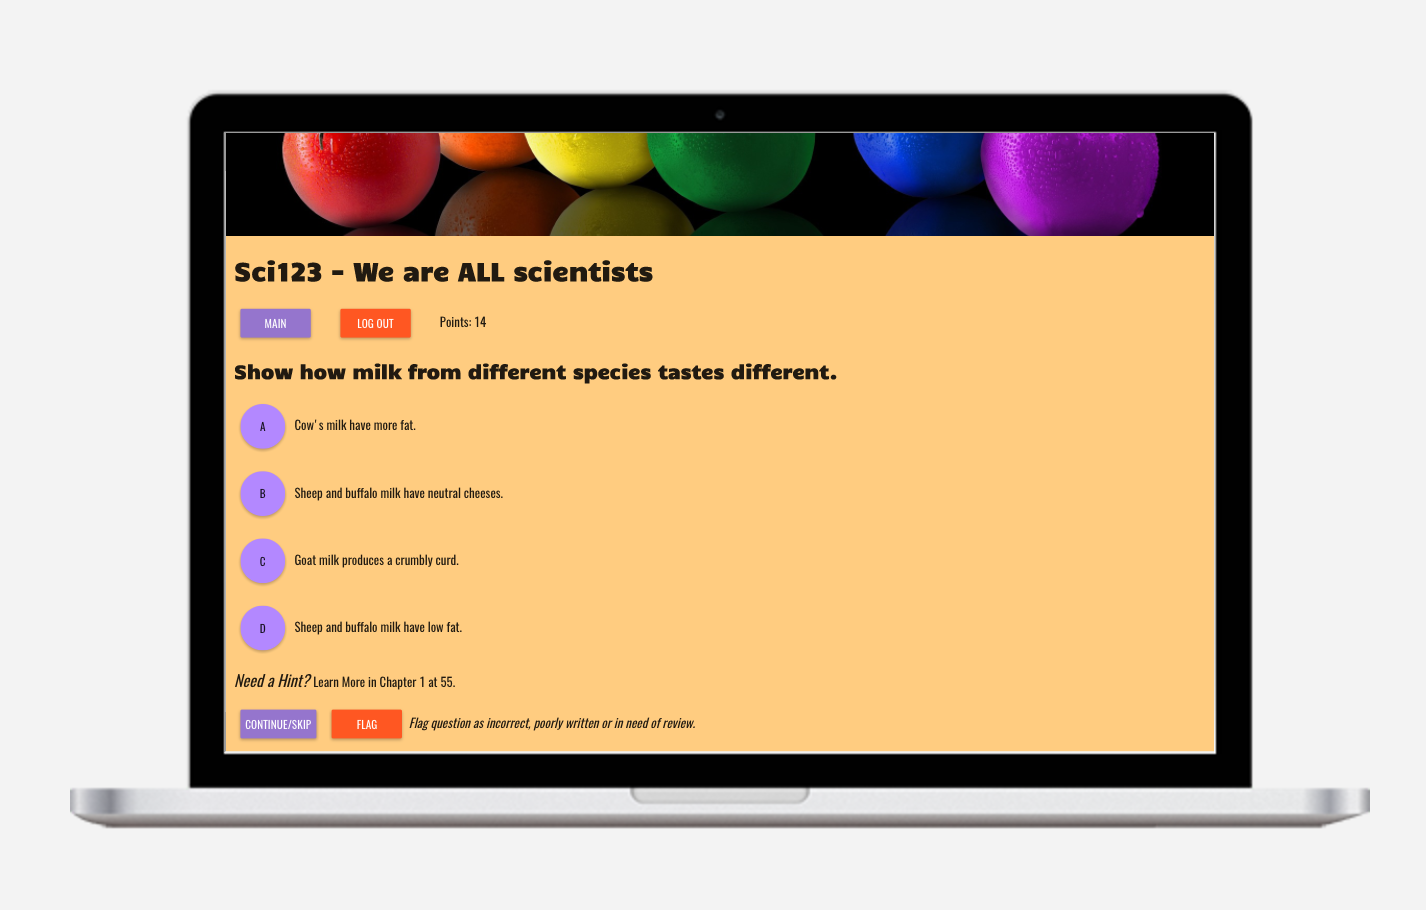 Sci123 - We are ALL scientists
MAIN LOG OUT Points: 14
Show how milk from different species tastes different.
A Cow's milk have more fat.
B Sheep and buffalo milk have neutral cheeses.
C Goat milk produces a crumbly curd.
D Sheep and buffalo milk have low fat.
Need a Hint? Learn More in Chapter 1 at 55.
CONTINUE/SKIP FLAG Flag question as incorrect, poorly written or in need of review.